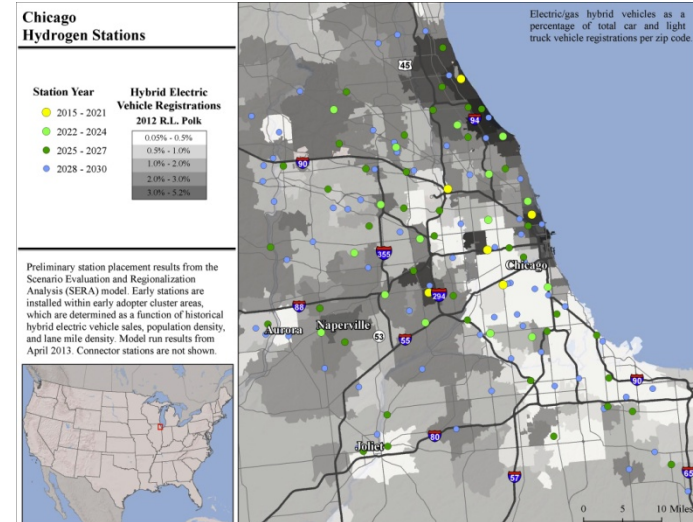 Chicago
Hydrogen Stations
Station Year
2015 - 2021
2022 - 2024
2025 - 2027
2028 - 2030
Hybrid Electric
Vehicle Registrations
2012 R.L. Polk
0.05% - 0.5%
0.5% - 1.0%
1.0% - 2.0%
2.0% - 3.0%
3.0% - 5.2%
Preliminary station placement results from the
Scenario Evaluation and Regionalization
Analysis (SERA) model. Early stations are
installed within early adopter cluster areas,
which are determined as a function of historical
hybrid electric vehicle sales, population density,
and lane mile density. Model run results from
April 2013. Connector stations are not shown.
Electric/gas hybrid vehicles as a
percentage of total car and light
truck vehicle registrations per zip code.
45
94
90
355
Chicago
294
88
Aurora
Naperville
53
55
90
80
Joliet
57
65
0 5 10 Miles